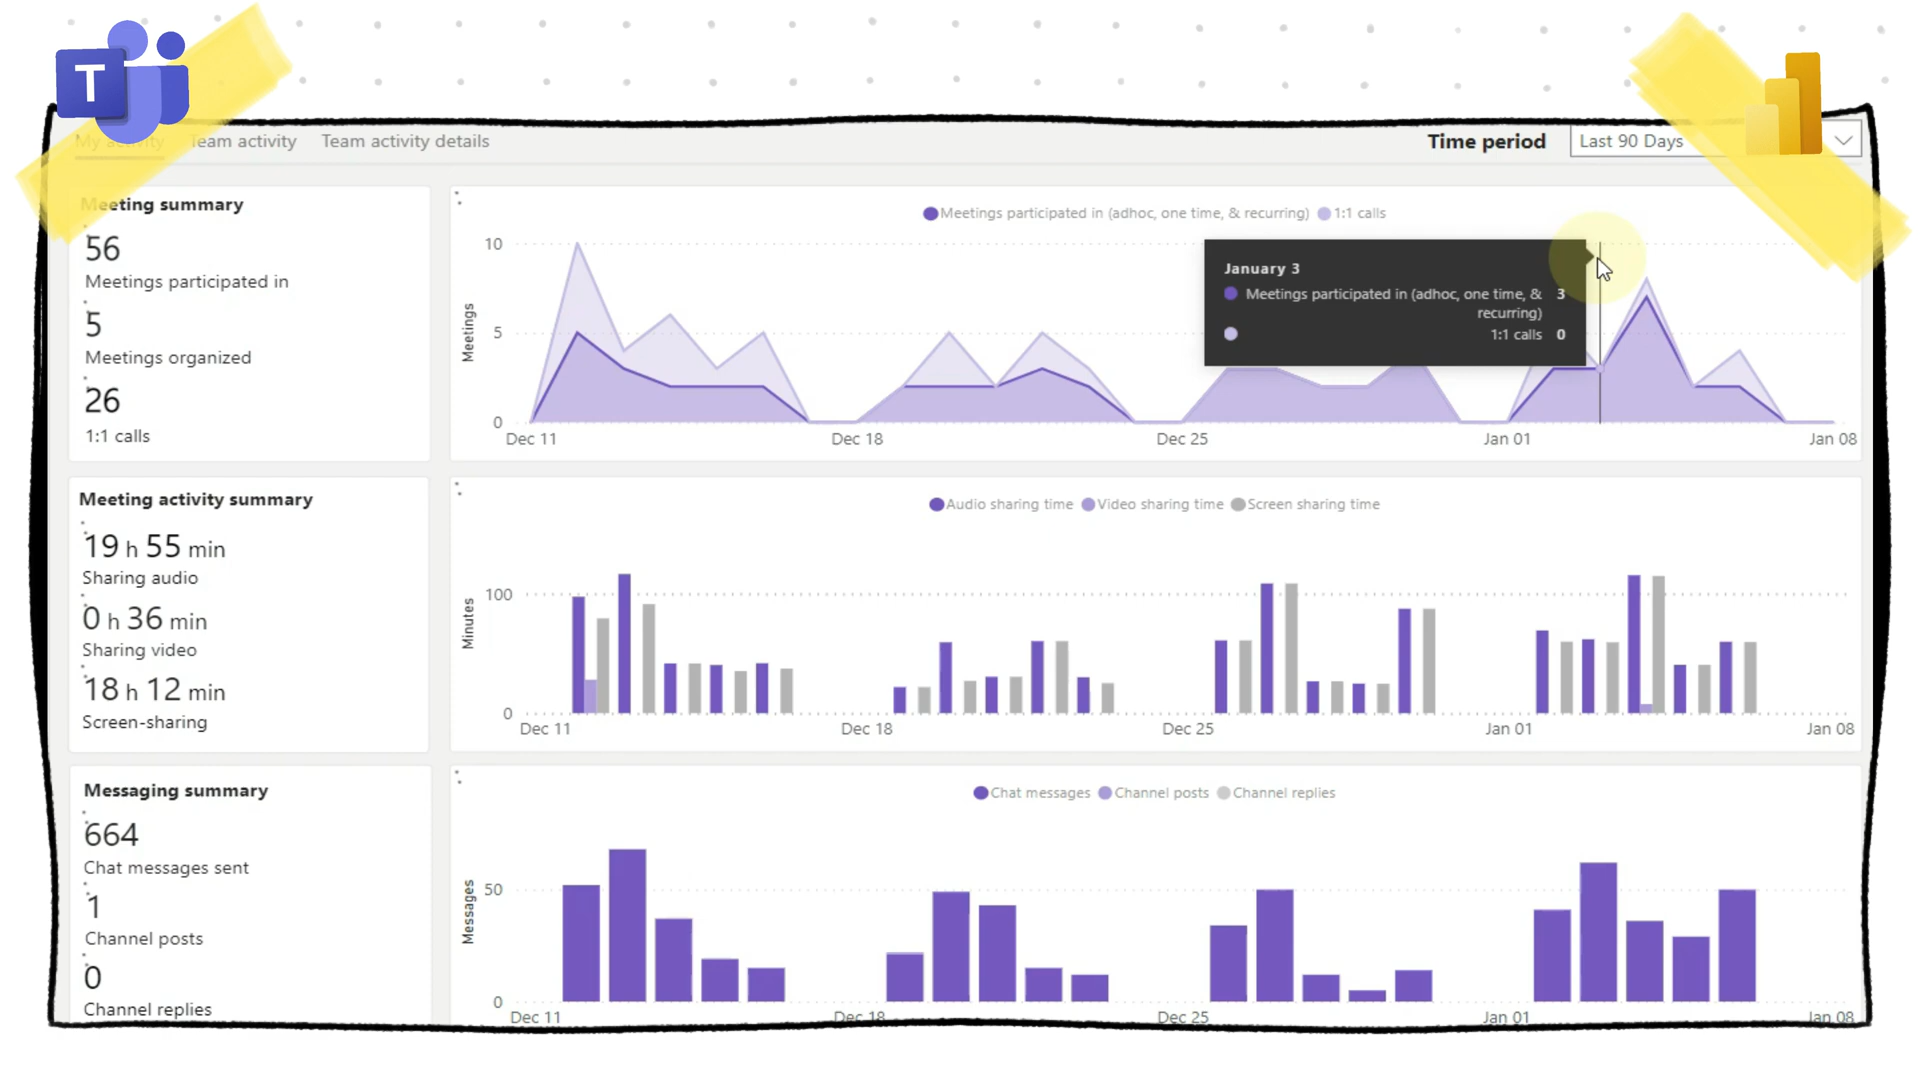 T
My activity
Team activity
Team activity details
Time period
Last 90 Days
Meeting summary
56
Meetings participated in
5
Meetings organized
26
1:1 calls
Meetings participated in (adhoc, one time, & recurring) 1:1 calls
Meetings
10
5
0
January 3
Meetings participated in (adhoc, one time, & 3
recurring)
1:1 calls 0
Dec 11 Dec 18 Dec 25 Jan 01 Jan 08
Meeting activity summary
19 h 55 min
Sharing audio
0 h 36 min
Sharing video
18 h 12 min
Screen-sharing
Audio sharing time Video sharing time Screen sharing time
Minutes
100
0
Dec 11 Dec 18 Dec 25 Jan 01 Jan 08
Messaging summary
664
Chat messages sent
1
Channel posts
0
Channel replies
Chat messages Channel posts Channel replies
Messages
50
0
Dec 11 Dec 18 Dec 25 Jan 01 Jan 08